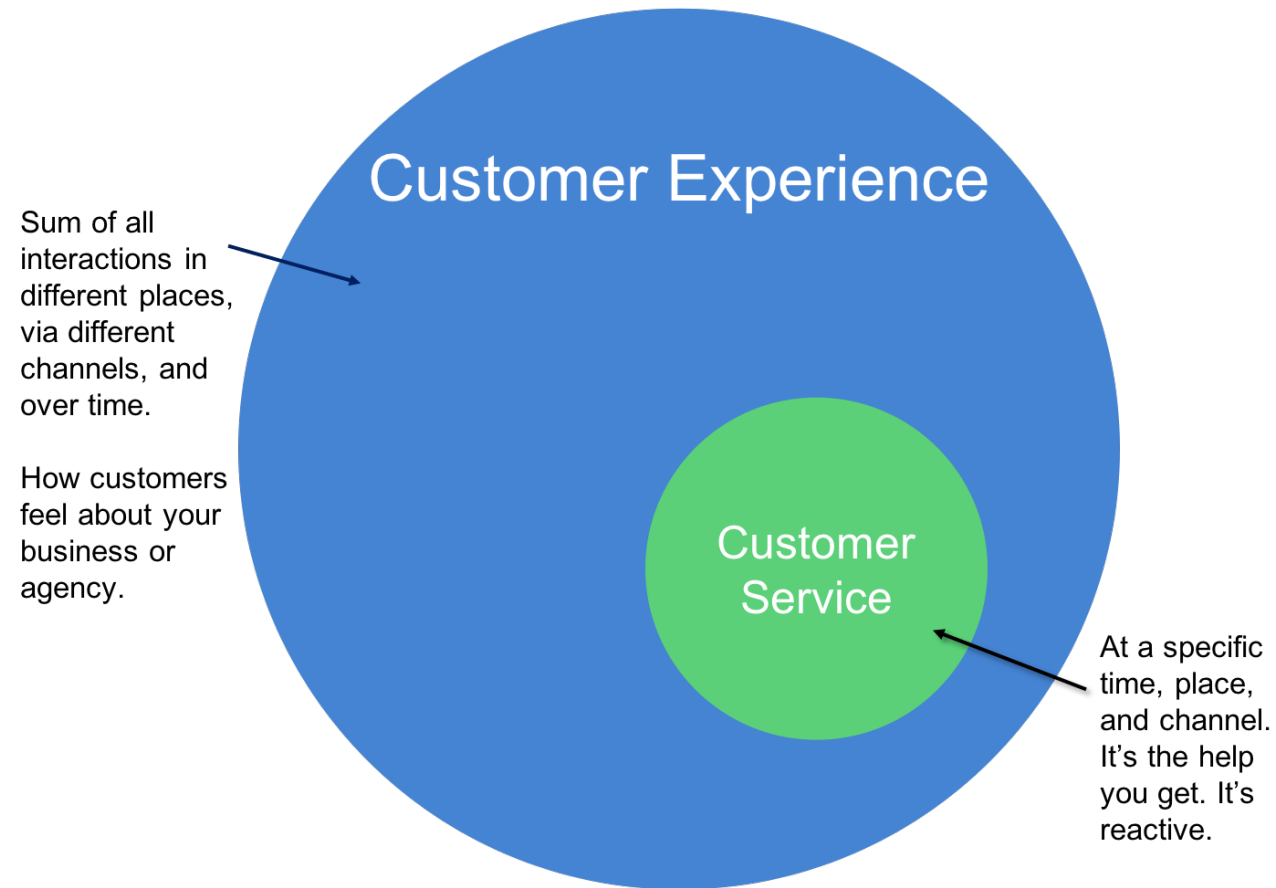 Customer Experience
Sum of all
interactions in
different places,
via different
channels, and
over time.
How customers
feel about your
business or
agency.
Customer
Service
At a specific
time, place,
and channel.
It’s the help
you get. It’s
reactive.